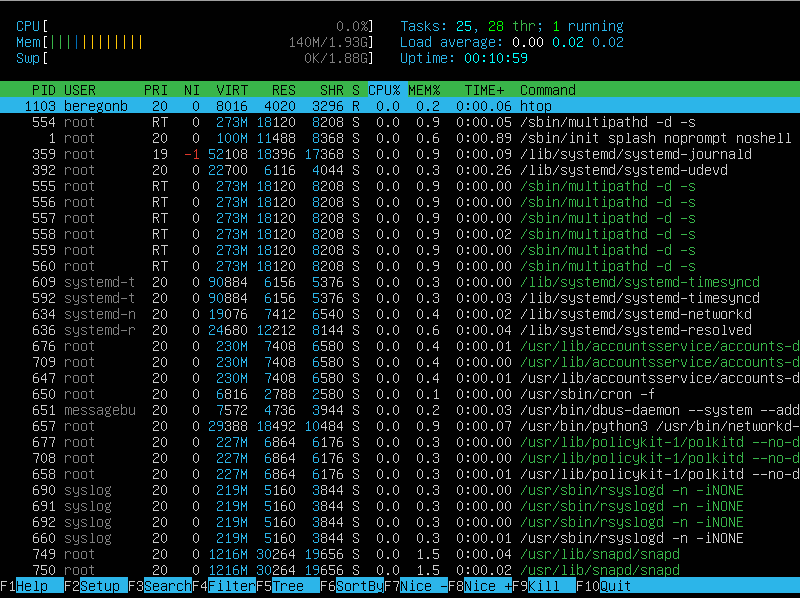 CPU[ 0.0%] Tasks: 25, 28 thr; 1 running
Mem[||||||||||||| 140M/1.93G] Load average: 0.00 0.02 0.02
Swp[ 0K/1.88G] Uptime: 00:10:59
PID USER PRI NI VIRT RES SHR S CPU% MEM% TIME+ Command
1103 beregonb 20 0 8016 4020 3296 R 0.0 0.2 0:00.06 htop
554 root RT 0 273M 18120 8208 S 0.0 0.9 0:00.05 /sbin/multipathd -d -s
1 root 20 0 100M 11488 8368 S 0.0 0.6 0:00.89 /sbin/init splash noprompt noshell
359 root 19 -1 52108 18396 17368 S 0.0 0.9 0:00.09 /lib/systemd/systemd-journald
392 root 20 0 22700 6116 4044 S 0.0 0.3 0:00.26 /lib/systemd/systemd-udevd
555 root RT 0 273M 18120 8208 S 0.0 0.9 0:00.00 /sbin/multipathd -d -s
556 root RT 0 273M 18120 8208 S 0.0 0.9 0:00.00 /sbin/multipathd -d -s
557 root RT 0 273M 18120 8208 S 0.0 0.9 0:00.00 /sbin/multipathd -d -s
558 root RT 0 273M 18120 8208 S 0.0 0.9 0:00.02 /sbin/multipathd -d -s
559 root RT 0 273M 18120 8208 S 0.0 0.9 0:00.00 /sbin/multipathd -d -s
560 root RT 0 273M 18120 8208 S 0.0 0.9 0:00.00 /sbin/multipathd -d -s
609 systemd-t 20 0 90884 6156 5376 S 0.0 0.3 0:00.00 /lib/systemd/systemd-timesyncd
592 systemd-t 20 0 90884 6156 5376 S 0.0 0.3 0:00.03 /lib/systemd/systemd-timesyncd
634 systemd-n 20 0 19076 7412 6540 S 0.0 0.4 0:00.02 /lib/systemd/systemd-networkd
636 systemd-r 20 0 24680 12212 8144 S 0.0 0.6 0:00.04 /lib/systemd/systemd-resolved
676 root 20 0 230M 7408 6580 S 0.0 0.4 0:00.01 /usr/lib/accountsservice/accounts-d
709 root 20 0 230M 7408 6580 S 0.0 0.4 0:00.00 /usr/lib/accountsservice/accounts-d
647 root 20 0 230M 7408 6580 S 0.0 0.4 0:00.01 /usr/lib/accountsservice/accounts-d
650 root 20 0 6816 2788 2580 S 0.0 0.1 0:00.00 /usr/sbin/cron -f
651 messagebu 20 0 7572 4736 3944 S 0.0 0.2 0:00.03 /usr/bin/dbus-daemon --system --add
657 root 20 0 29388 18492 10484 S 0.0 0.9 0:00.07 /usr/bin/python3 /usr/bin/networkd-
677 root 20 0 227M 6864 6176 S 0.0 0.3 0:00.00 /usr/lib/policykit-1/polkitd --no-d
708 root 20 0 227M 6864 6176 S 0.0 0.3 0:00.00 /usr/lib/policykit-1/polkitd --no-d
658 root 20 0 227M 6864 6176 S 0.0 0.3 0:00.01 /usr/lib/policykit-1/polkitd --no-d
690 syslog 20 0 219M 5160 3844 S 0.0 0.3 0:00.00 /usr/sbin/rsyslogd -n -iNONE
691 syslog 20 0 219M 5160 3844 S 0.0 0.3 0:00.00 /usr/sbin/rsyslogd -n -iNONE
692 syslog 20 0 219M 5160 3844 S 0.0 0.3 0:00.00 /usr/sbin/rsyslogd -n -iNONE
660 syslog 20 0 219M 5160 3844 S 0.0 0.3 0:00.01 /usr/sbin/rsyslogd -n -iNONE
749 root 20 0 1216M 30264 19656 S 0.0 1.5 0:00.04 /usr/lib/snapd/snapd
750 root 20 0 1216M 30264 19656 S 0.0 1.5 0:00.00 /usr/lib/snapd/snapd
F1Help F2Setup F3SearchF4FilterF5Tree F6SortByF7Nice -F8Nice +F9Kill F10Quit